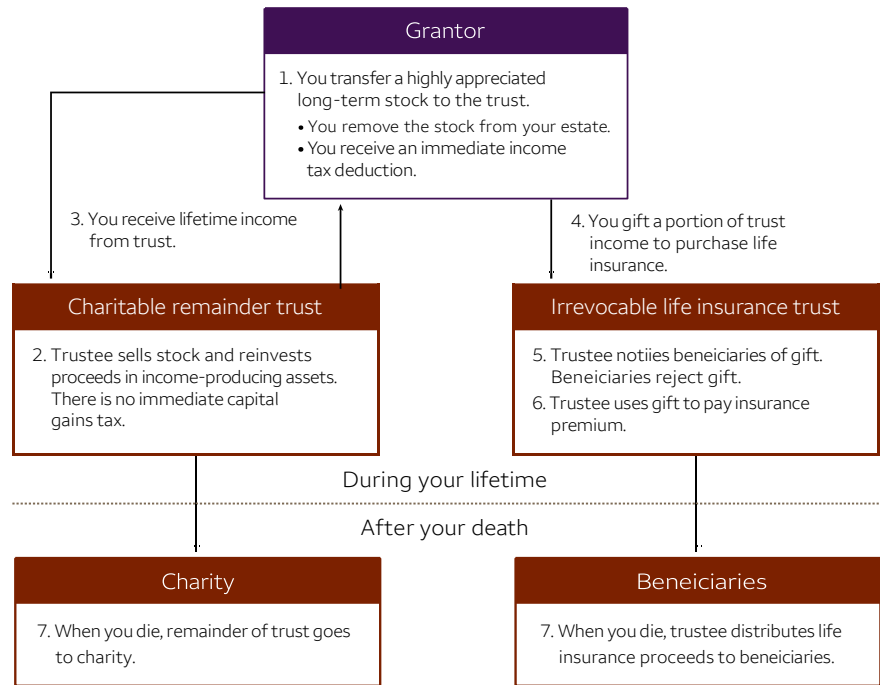 Grantor
1. You transfer a highly appreciated
long-term stock to the trust.
• You remove the stock from your estate.
• You receive an immediate income
tax deduction.
3. You receive lifetime income
from trust.
4. You gift a portion of trust
income to purchase life
insurance.
Charitable remainder trust
2. Trustee sells stock and reinvests
proceeds in income-producing assets.
There is no immediate capital
gains tax.
Irrevocable life insurance trust
5. Trustee notiies beneiciaries of gift.
Beneiciaries reject gift.
6. Trustee uses gift to pay insurance
premium.
During your lifetime
After your death
Charity
7. When you die, remainder of trust goes
to charity.
Beneiciaries
7. When you die, trustee distributes life
insurance proceeds to beneiciaries.